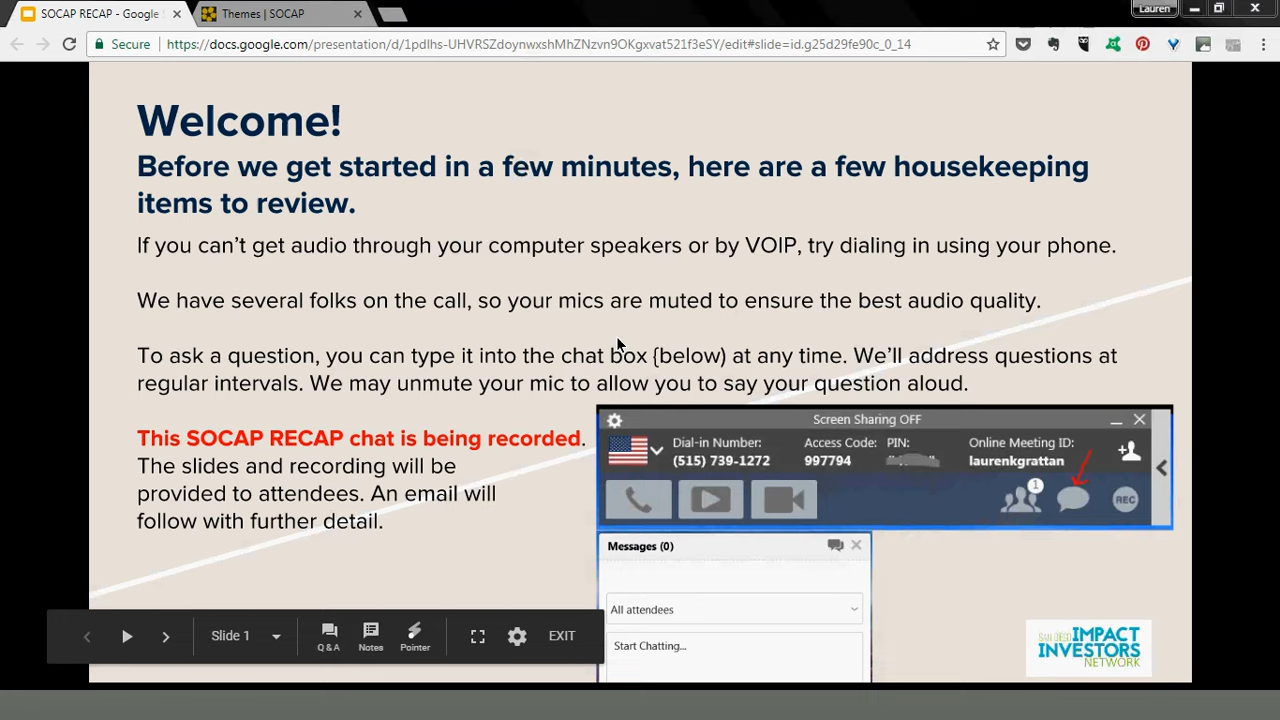 SOCAP RECAP - Google
Themes | SOCAP
Lauren
Secure
https://docs.google.com/presentation/d/1pdlhs-UHVRSZdoynwxshMhZNzvn9OKgxvat521f3eSY/edit#slide=id.g25d29fe90c_0_14
Welcome!
Before we get started in a few minutes, here are a few housekeeping
items to review.
If you can't get audio through your computer speakers or by VOIP, try dialing in using your phone.
We have several folks on the call, so your mics are muted to ensure the best audio quality.
To ask a question, you can type it into the chat box {below) at any time. We'll address questions at
regular intervals. We may unmute your mic to allow you to say your question aloud.
This SOCAP RECAP chat is being recorded.
The slides and recording will be
provided to attendees. An email will
follow with further detail.
Screen Sharing OFF
Dial-in Number: Access Code: PIN: Online Meeting ID:
(515) 739-1272 997794 laurenkgrattan
1
REC
Messages (0)
All attendees
Start Chatting...
Slide 1
Q & A
Notes
Pointer
EXIT
SAN DIEGO IMPACT
INVESTORS
NETWORK